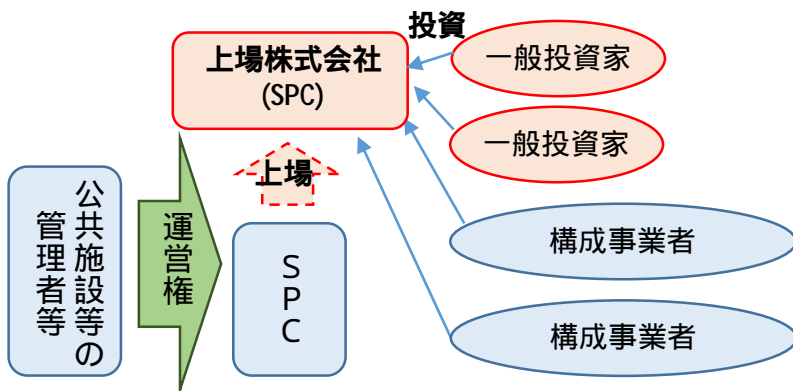 投資
上場株式会社
(SPC)
一般投資家
一般投資家
上場
公共施設等の
管理者等
運営権
SPC
構成事業者
構成事業者